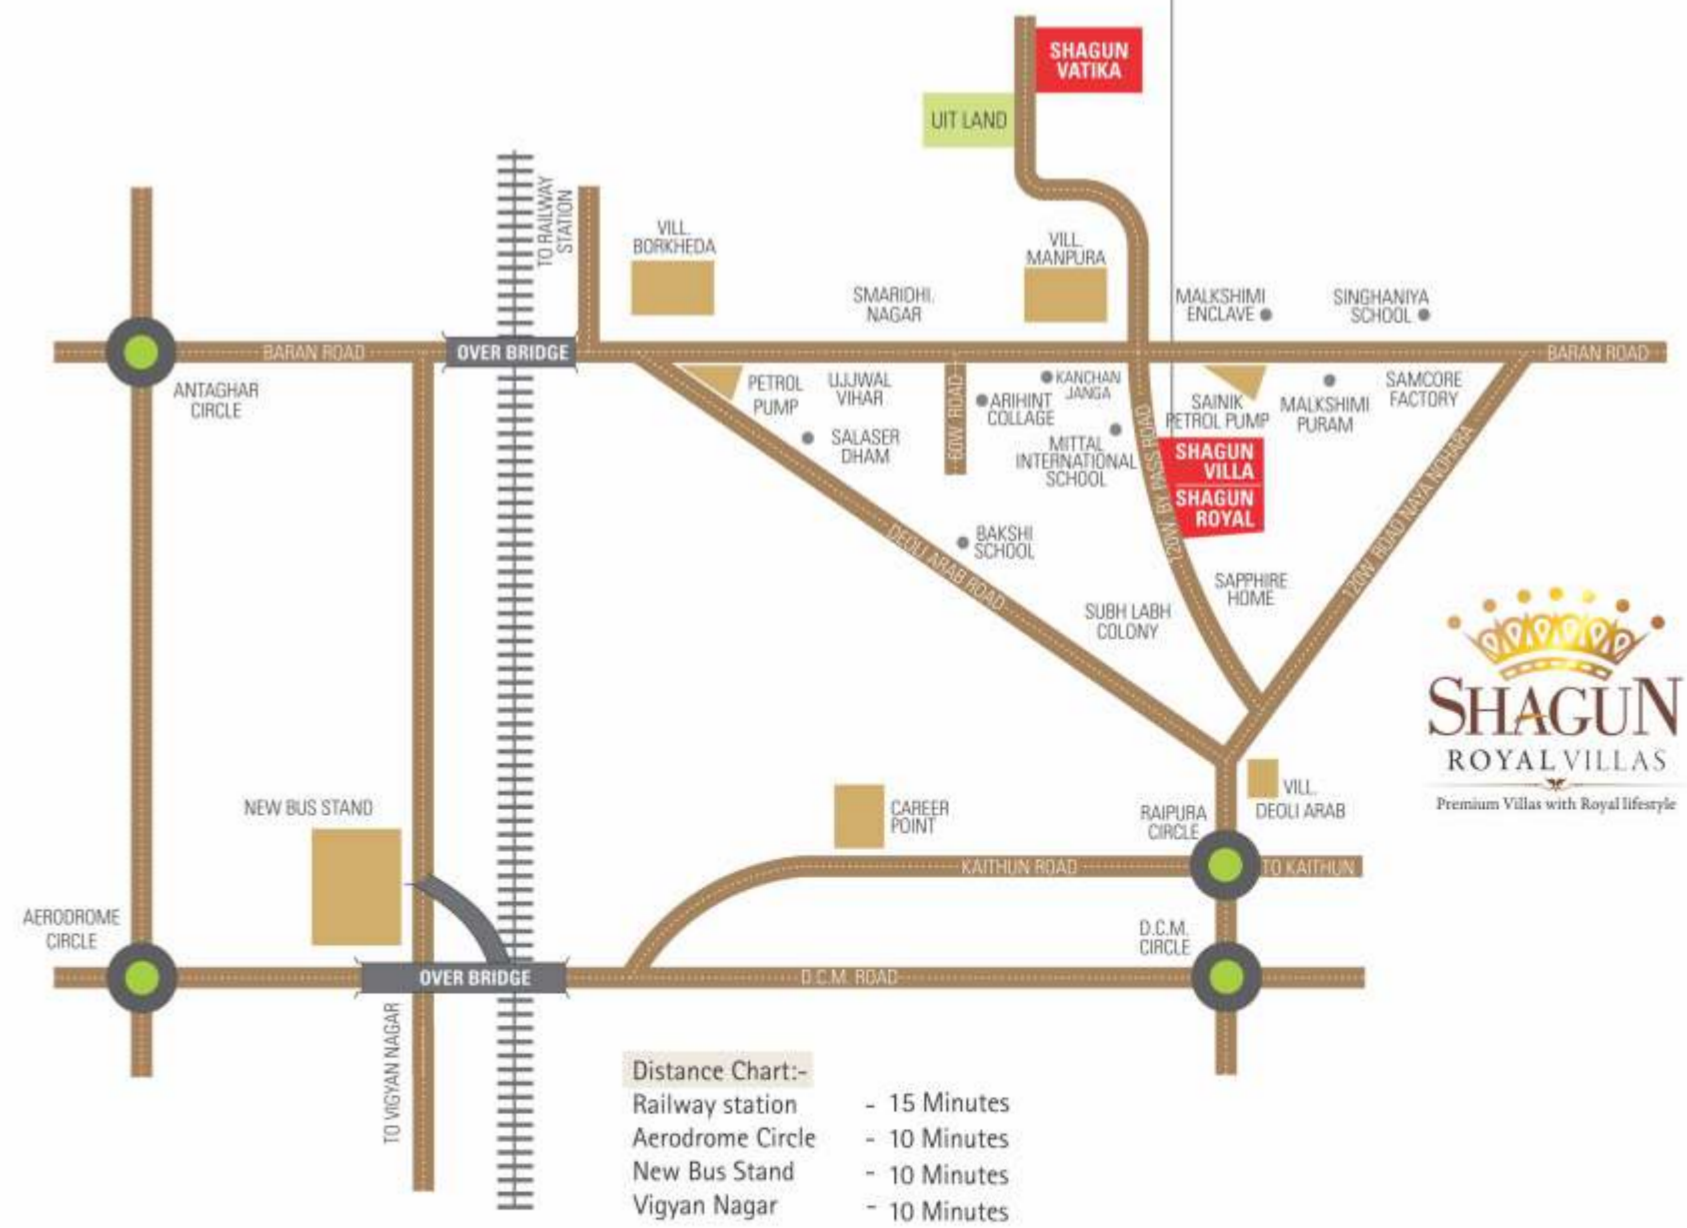 SHAGUN
VATIKA
UIT LAND
TO RAILWAY
STATION
VILL.
BORKHEDA
VILL.
MANPURA
SMARIDHI.
NAGAR
MALKSHIMI
ENCLAVE
SINGHANIYA
SCHOOL
BARAN ROAD
OVER BRIDGE
BARAN ROAD
ANTAGHAR
CIRCLE
PETROL
PUMP
UJJWAL
VIHAR
60W. ROAD
KANCHAN
JANGA
ARIHINT
COLLAGE
SALASER
DHAM
MITTAL
INTERNATIONAL
SCHOOL
120W. BY PASS ROAD
SAINIK
PETROL PUMP
MALKSHIMI
PURAM
SAMCORE
FACTORY
SHAGUN
VILLA
SHAGUN
ROYAL
120W. ROAD NAYA NOHARA
DEOLI ARAB ROAD
BAKSHI
SCHOOL
SAPPHIRE
HOME
SUBH LABH
COLONY
SHAGUN
ROYAL VILLAS
Premium Villas with Royal lifestyle
NEW BUS STAND
CAREER
POINT
RAIPURA
CIRCLE
VILL.
DEOLI ARAB
KAITHUN ROAD
TO KAITHUN
AERODROME
CIRCLE
D.C.M.
CIRCLE
OVER BRIDGE
D.C.M. ROAD
TO VIGYAN NAGAR
Distance Chart:-
Railway station - 15 Minutes
Aerodrome Circle - 10 Minutes
New Bus Stand - 10 Minutes
Vigyan Nagar - 10 Minutes